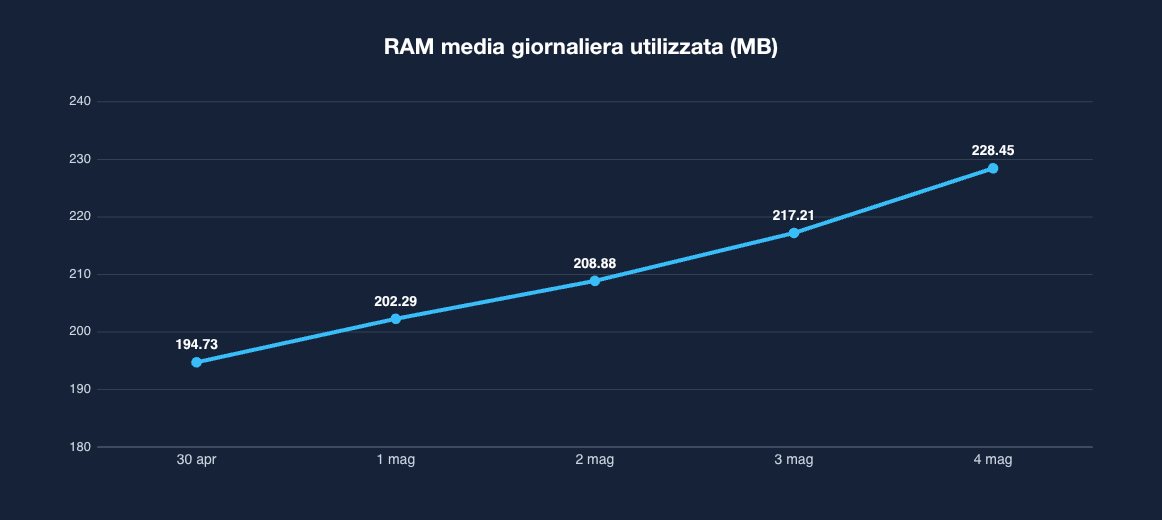 RAM media giornaliera utilizzata (MB)
240
230
220
210
200
190
180
194.73
202.29
208.88
217.21
228.45
30 apr
1 mag
2 mag
3 mag
4 mag